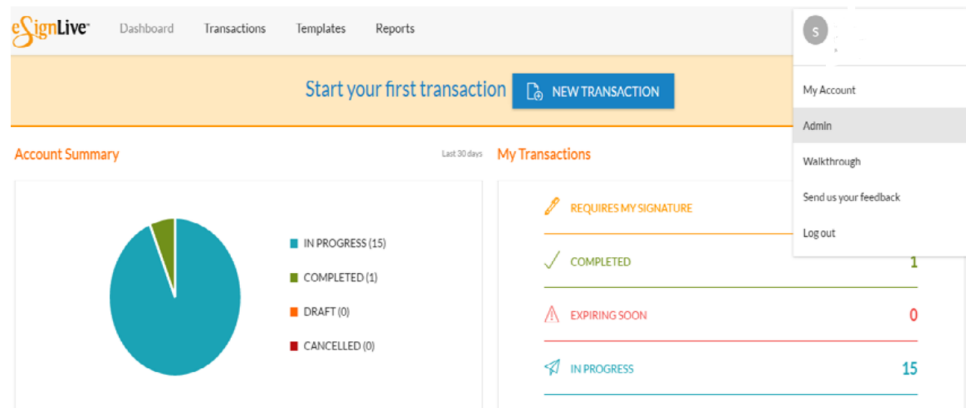 eSignLive™ Dashboard Transactions Templates Reports
S
Start your first transaction NEW TRANSACTION
My Account
Admin
Walkthrough
Send us your feedback
Log out
Account Summary Last 30 days
IN PROGRESS (15)
COMPLETED (1)
DRAFT (0)
CANCELLED (0)
My Transactions
REQUIRES MY SIGNATURE
COMPLETED 1
EXPIRING SOON 0
IN PROGRESS 15